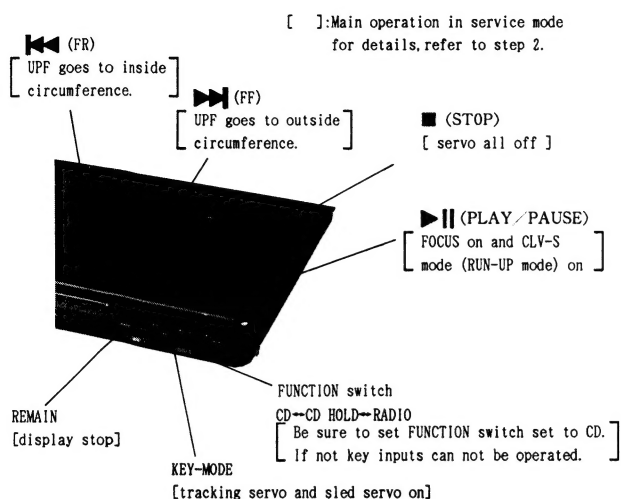 [ ]:Main operation in service mode
for details, refer to step 2.
(FR)
[ UPF goes to inside
circumference. ]
(FF)
[ UPF goes to outside
circumference. ]
■ (STOP)
[ servo all off ]
(PLAY/PAUSE)
[ FOCUS on and CLV-S
mode (RUN-UP mode) on ]
FUNCTION switch
CD↔CD HOLD↔RADIO
[ Be sure to set FUNCTION switch set to CD.
If not key inputs can not be operated. ]
REMAIN
[display stop]
KEY-MODE
[tracking servo and sled servo on]